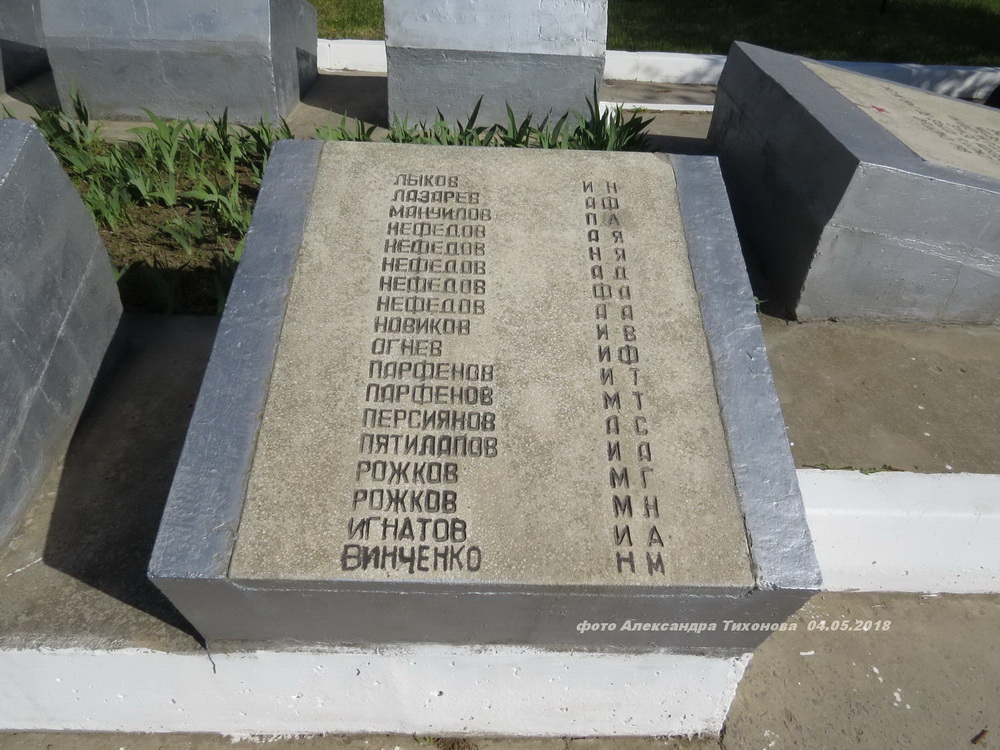 ЛЫКОВ И Н
ЛАЗАРЕВ А Ф
МАНУИЛОВ П А
НЕФЕДОВ А Я
НЕФЕДОВ Н Я
НЕФЕДОВ А Д
НЕФЕДОВ Ф А
НЕФЕДОВ А А
НОВИКОВ И В
ОГНЕВ И Ф
ПАРФЕНОВ И Т
ПАРФЕНОВ М Т
ПЕРСИЯНОВ А С
ПЯТИЛАПОВ И А
РОЖКОВ М Г
РОЖКОВ М Н
ИГНАТОВ И А
ВИНЧЕНКО Н М
фото Александра Тихонова 04.05.2018